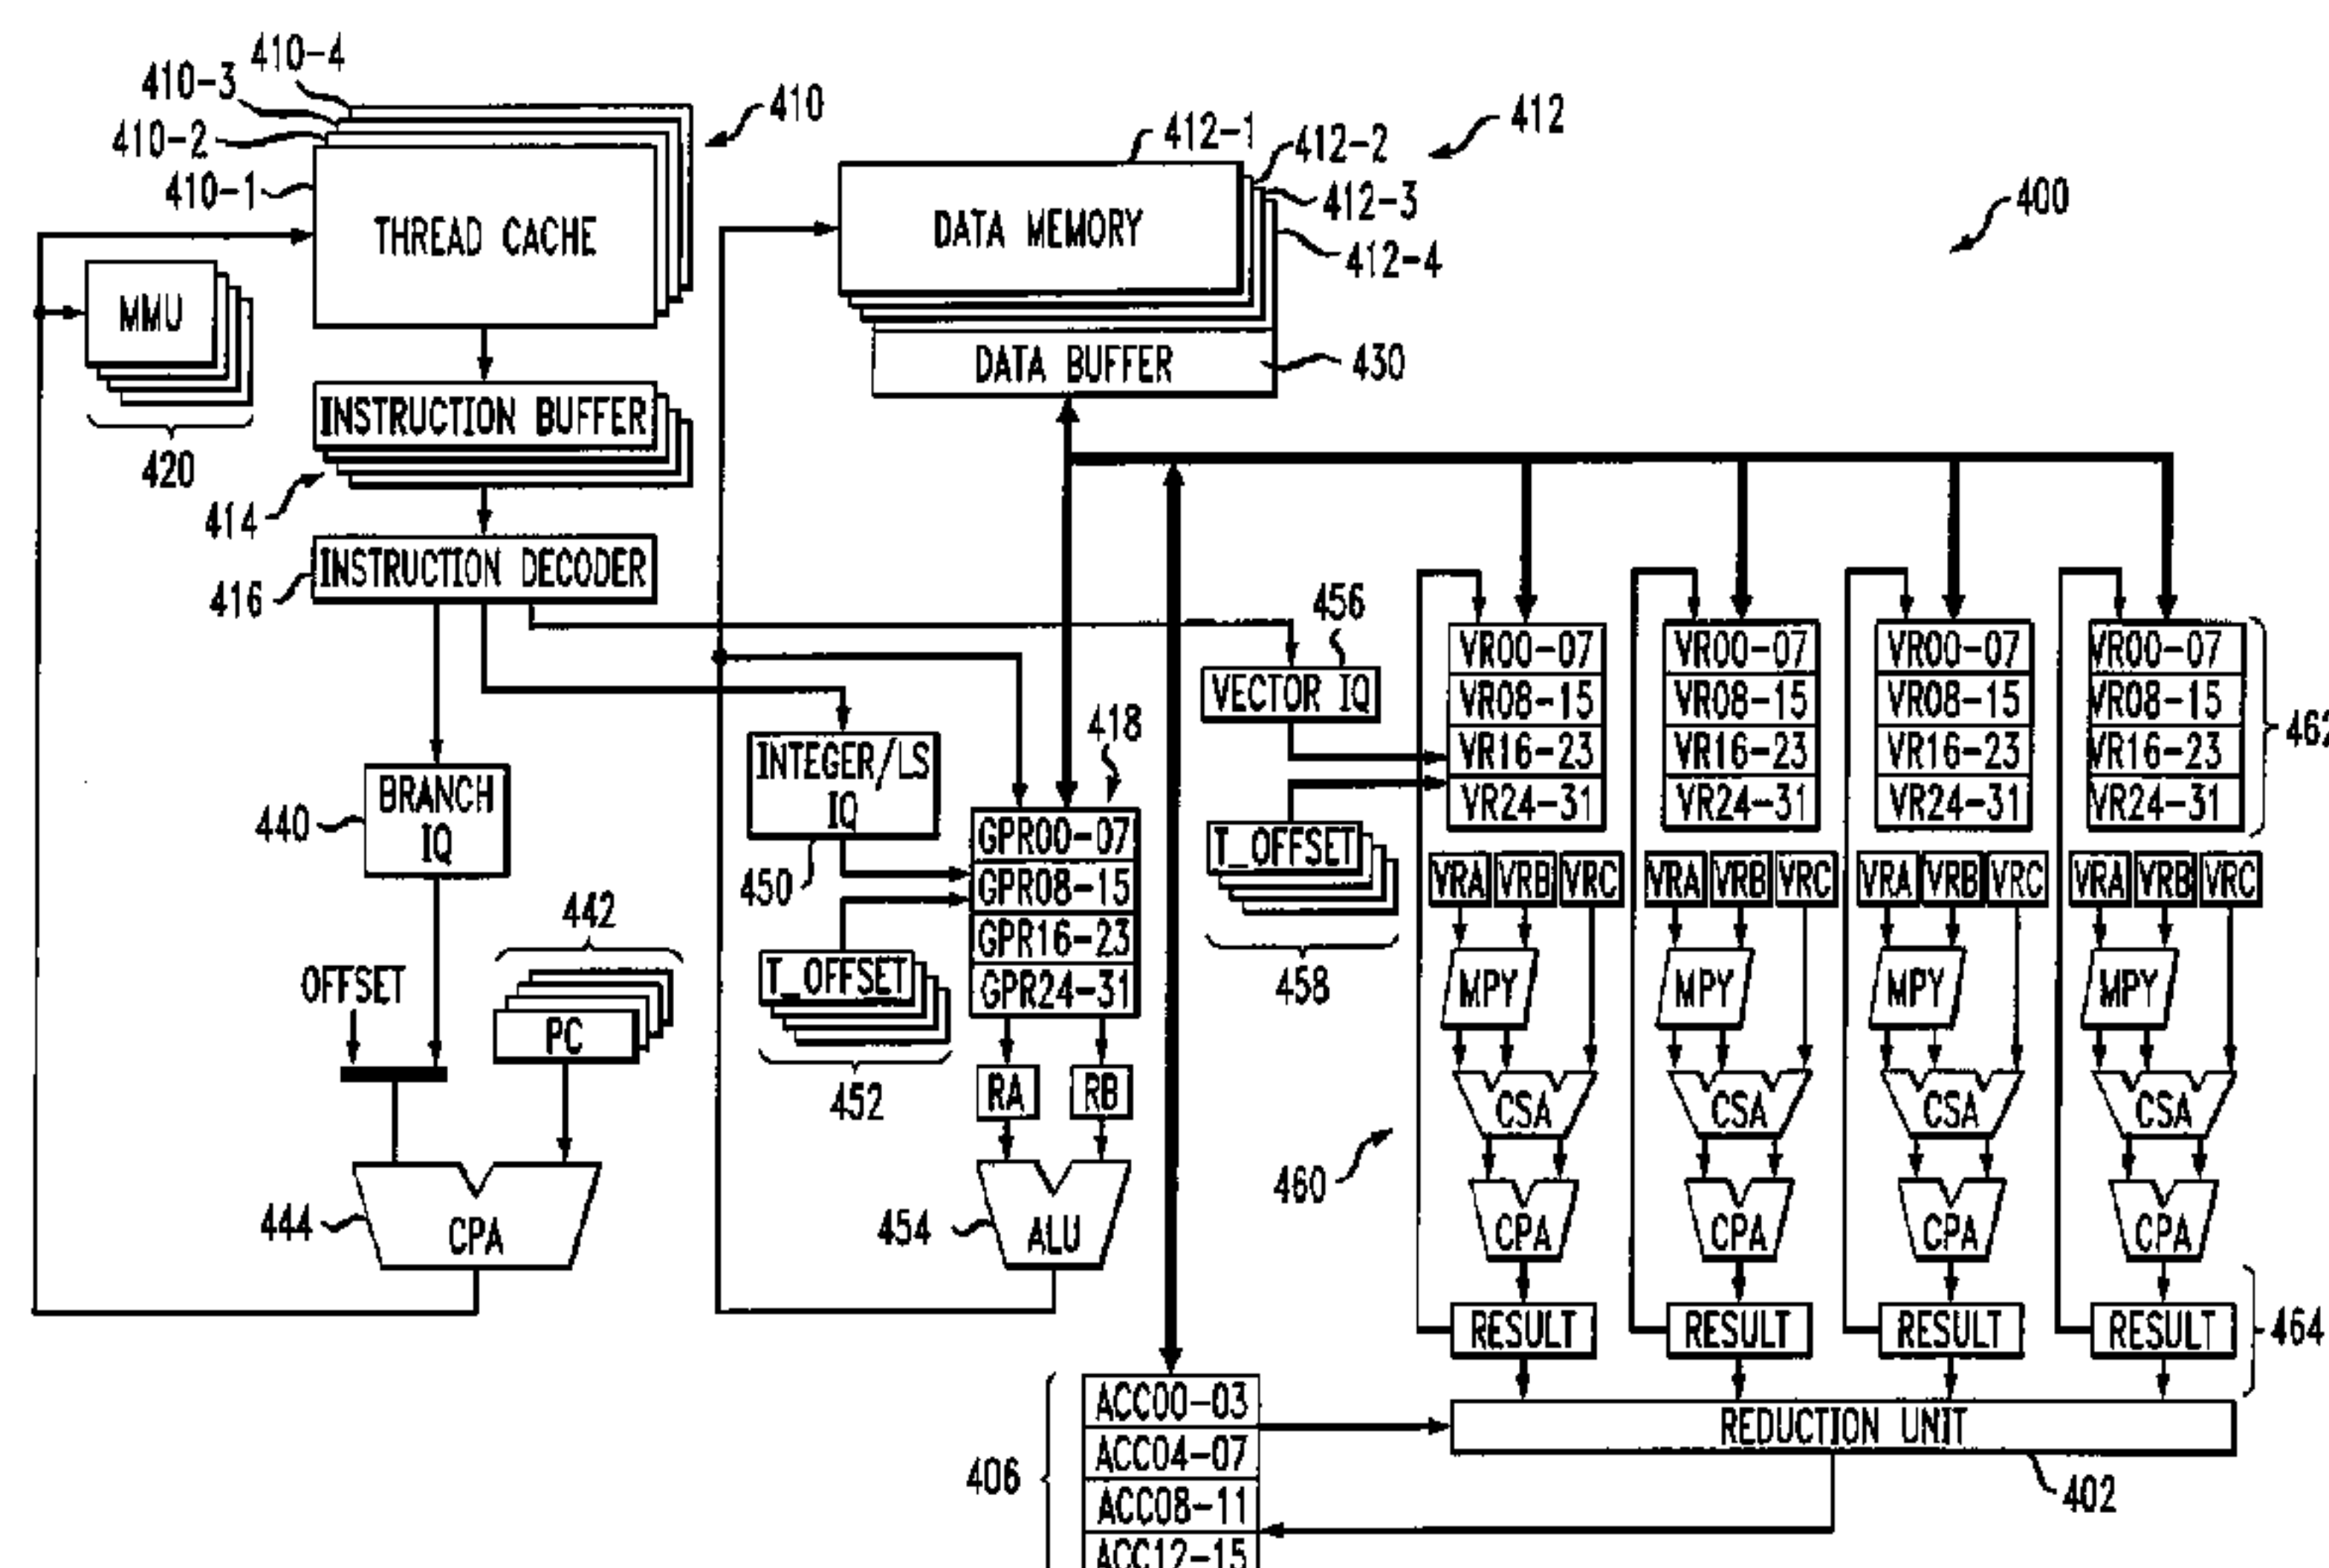 410-4
410-3
410-2
410-1
410
THREAD CACHE
412-1
412-2
412-3
412-4
412
DATA MEMORY
400
MMU
420
DATA BUFFER
430
INSTRUCTION BUFFER
414
INSTRUCTION DECODER
416
456
VECTOR IQ
418
INTEGER/LS
IQ
450
BRANCH
IQ
440
GPR00-07
GPR08-15
GPR16-23
GPR24-31
T_OFFSET
452
T_OFFSET
458
442
OFFSET
PC
RA
RB
444
CPA
454
ALU
VR00-07
VR08-15
VR16-23
VR24-31
VR00-07
VR08-15
VR16-23
VR24-31
VR00-07
VR08-15
VR16-23
VR24-31
VR00-07
VR08-15
VR16-23
VR24-31
462
VRA VRB VRC
VRA VRB VRC
VRA VRB VRC
VRA VRB VRC
MPY
MPY
MPY
MPY
CSA
CSA
CSA
CSA
460
CPA
CPA
CPA
CPA
RESULT
RESULT
RESULT
RESULT
464
406
ACC00-03
ACC04-07
ACC08-11
ACC12-15
REDUCTION UNIT
402